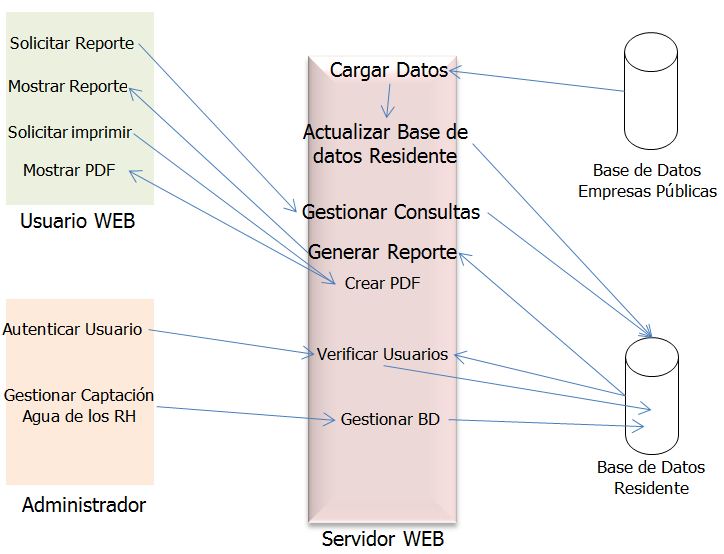 Solicitar Reporte
Mostrar Reporte
Solicitar imprimir
Mostrar PDF
Usuario WEB
Autenticar Usuario
Gestionar Captación
Agua de los RH
Administrador
Cargar Datos
Actualizar Base de
datos Residente
Gestionar Consultas
Generar Reporte
Crear PDF
Verificar Usuarios
Gestionar BD
Servidor WEB
Base de Datos
Empresas Públicas
Base de Datos
Residente